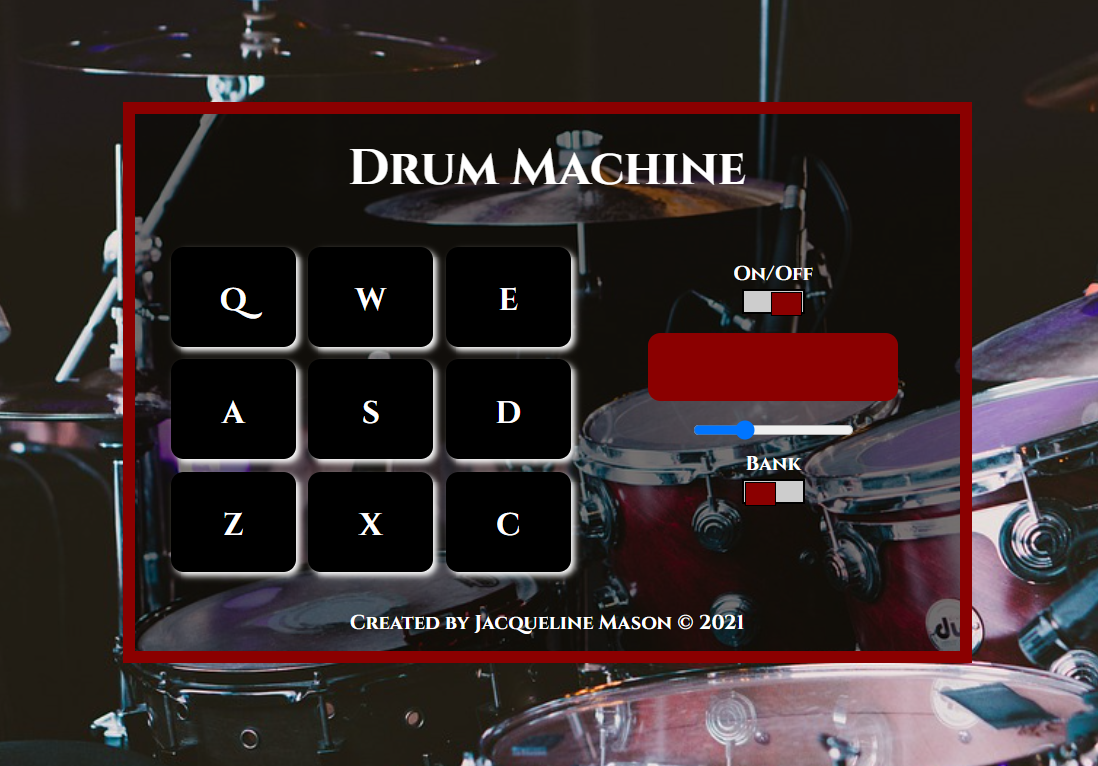 Drum Machine
Q W E
On/Off
A S D
Bank
Z X C
Created by Jacqueline Mason © 2021